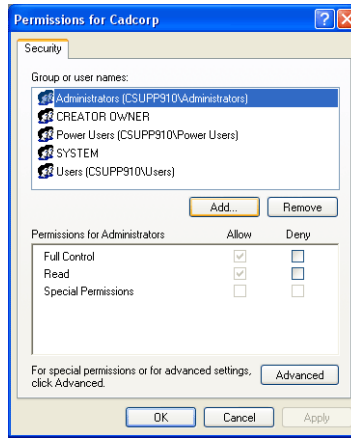 Permissions for Cadcorp
Security
Group or user names:
Administrators (CSUPP910\Administrators)
CREATOR OWNER
Power Users (CSUPP910\Power Users)
SYSTEM
Users (CSUPP910\Users)
Add... Remove
Permissions for Administrators Allow Deny
Full Control
Read
Special Permissions
For special permissions or for advanced settings,
click Advanced.
Advanced
OK Cancel Apply